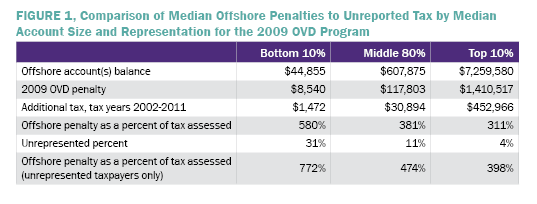 FIGURE 1, Comparison of Median Offshore Penalties to Unreported Tax by Median
Account Size and Representation for the 2009 OVD Program
Bottom 10% Middle 80% Top 10%
Offshore account(s) balance $44,855 $607,875 $7,259,580
2009 OVD penalty $8,540 $117,803 $1,410,517
Additional tax, tax years 2002-2011 $1,472 $30,894 $452,966
Offshore penalty as a percent of tax assessed 580% 381% 311%
Unrepresented percent 31% 11% 4%
Offshore penalty as a percent of tax assessed
(unrepresented taxpayers only) 772% 474% 398%